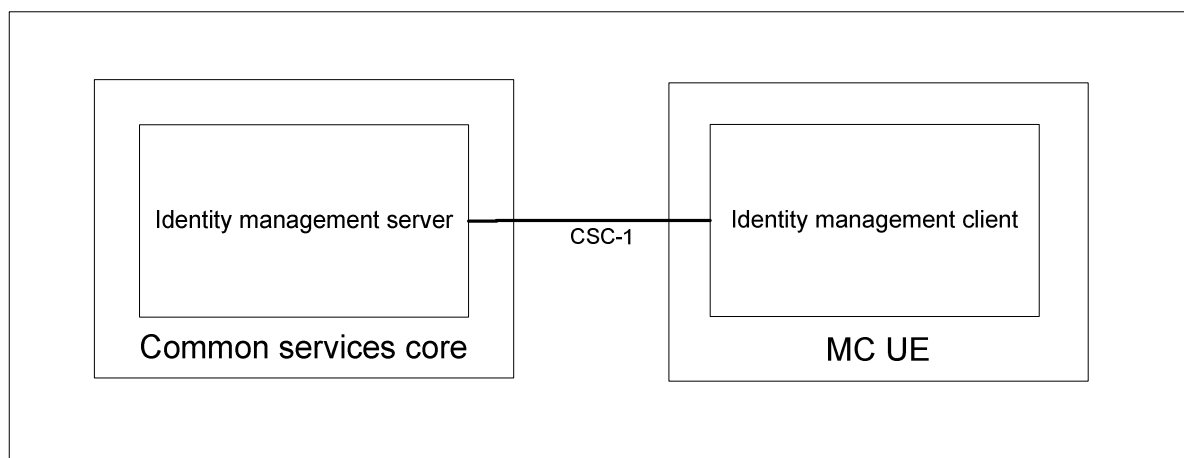 Identity management server
Identity management client
CSC-1
Common services core
MC UE